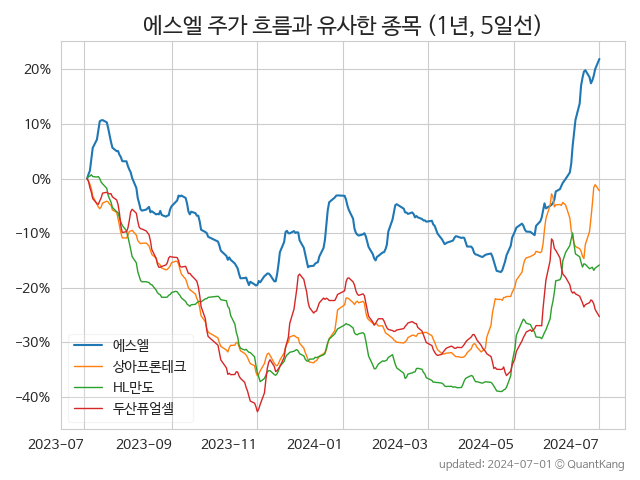 에스엘 주가 흐름과 유사한 종목 (1년, 5일선)
20%
10%
0%
−10%
−20%
−30%
−40%
에스엘
상아프론테크
HL만도
두산퓨얼셀
2023-07
2023-09
2023-11
2024-01
2024-03
2024-05
2024-07
updated: 2024-07-01 © QuantKang